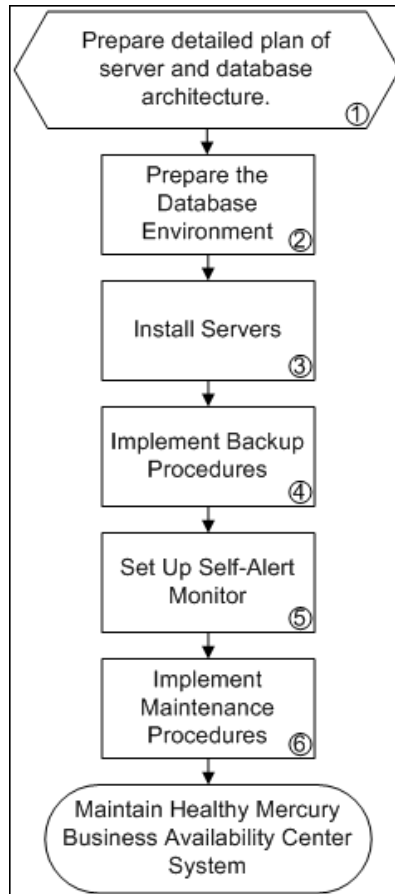 Prepare detailed plan of
server and database
architecture.
①
Prepare the
Database
Environment
②
Install Servers
③
Implement Backup
Procedures
④
Set Up Self-Alert
Monitor
⑤
Implement
Maintenance
Procedures
⑥
Maintain Healthy Mercury
Business Availability Center
System